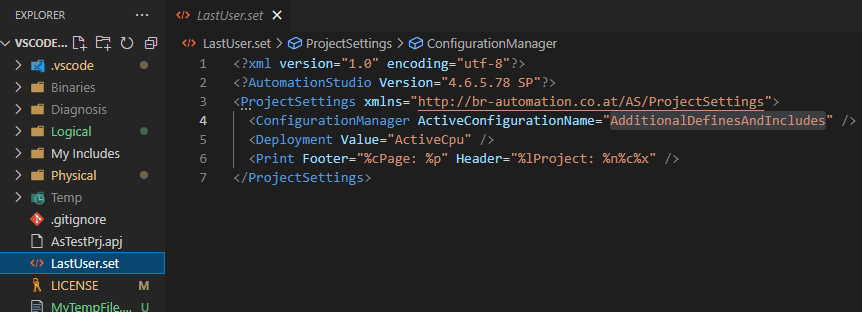 EXPLORER
···
LastUser.set
VSCODE...
LastUser.set > ProjectSettings > ConfigurationManager
.vscode
Binaries
Diagnosis
Logical
My Includes
Physical
Temp
.gitignore
AsTestPrj.apj
LastUser.set
LICENSE M
MyTempFile.... U
1 <?xml version="1.0" encoding="utf-8"?>
2 <?AutomationStudio Version="4.6.5.78 SP"?>
3 <ProjectSettings xmlns="http://br-automation.co.at/AS/ProjectSettings">
4 <ConfigurationManager ActiveConfigurationName="AdditionalDefinesAndIncludes" />
5 <Deployment Value="ActiveCpu" />
6 <Print Footer="%cPage: %p" Header="%lProject: %n%c%x" />
7 </ProjectSettings>